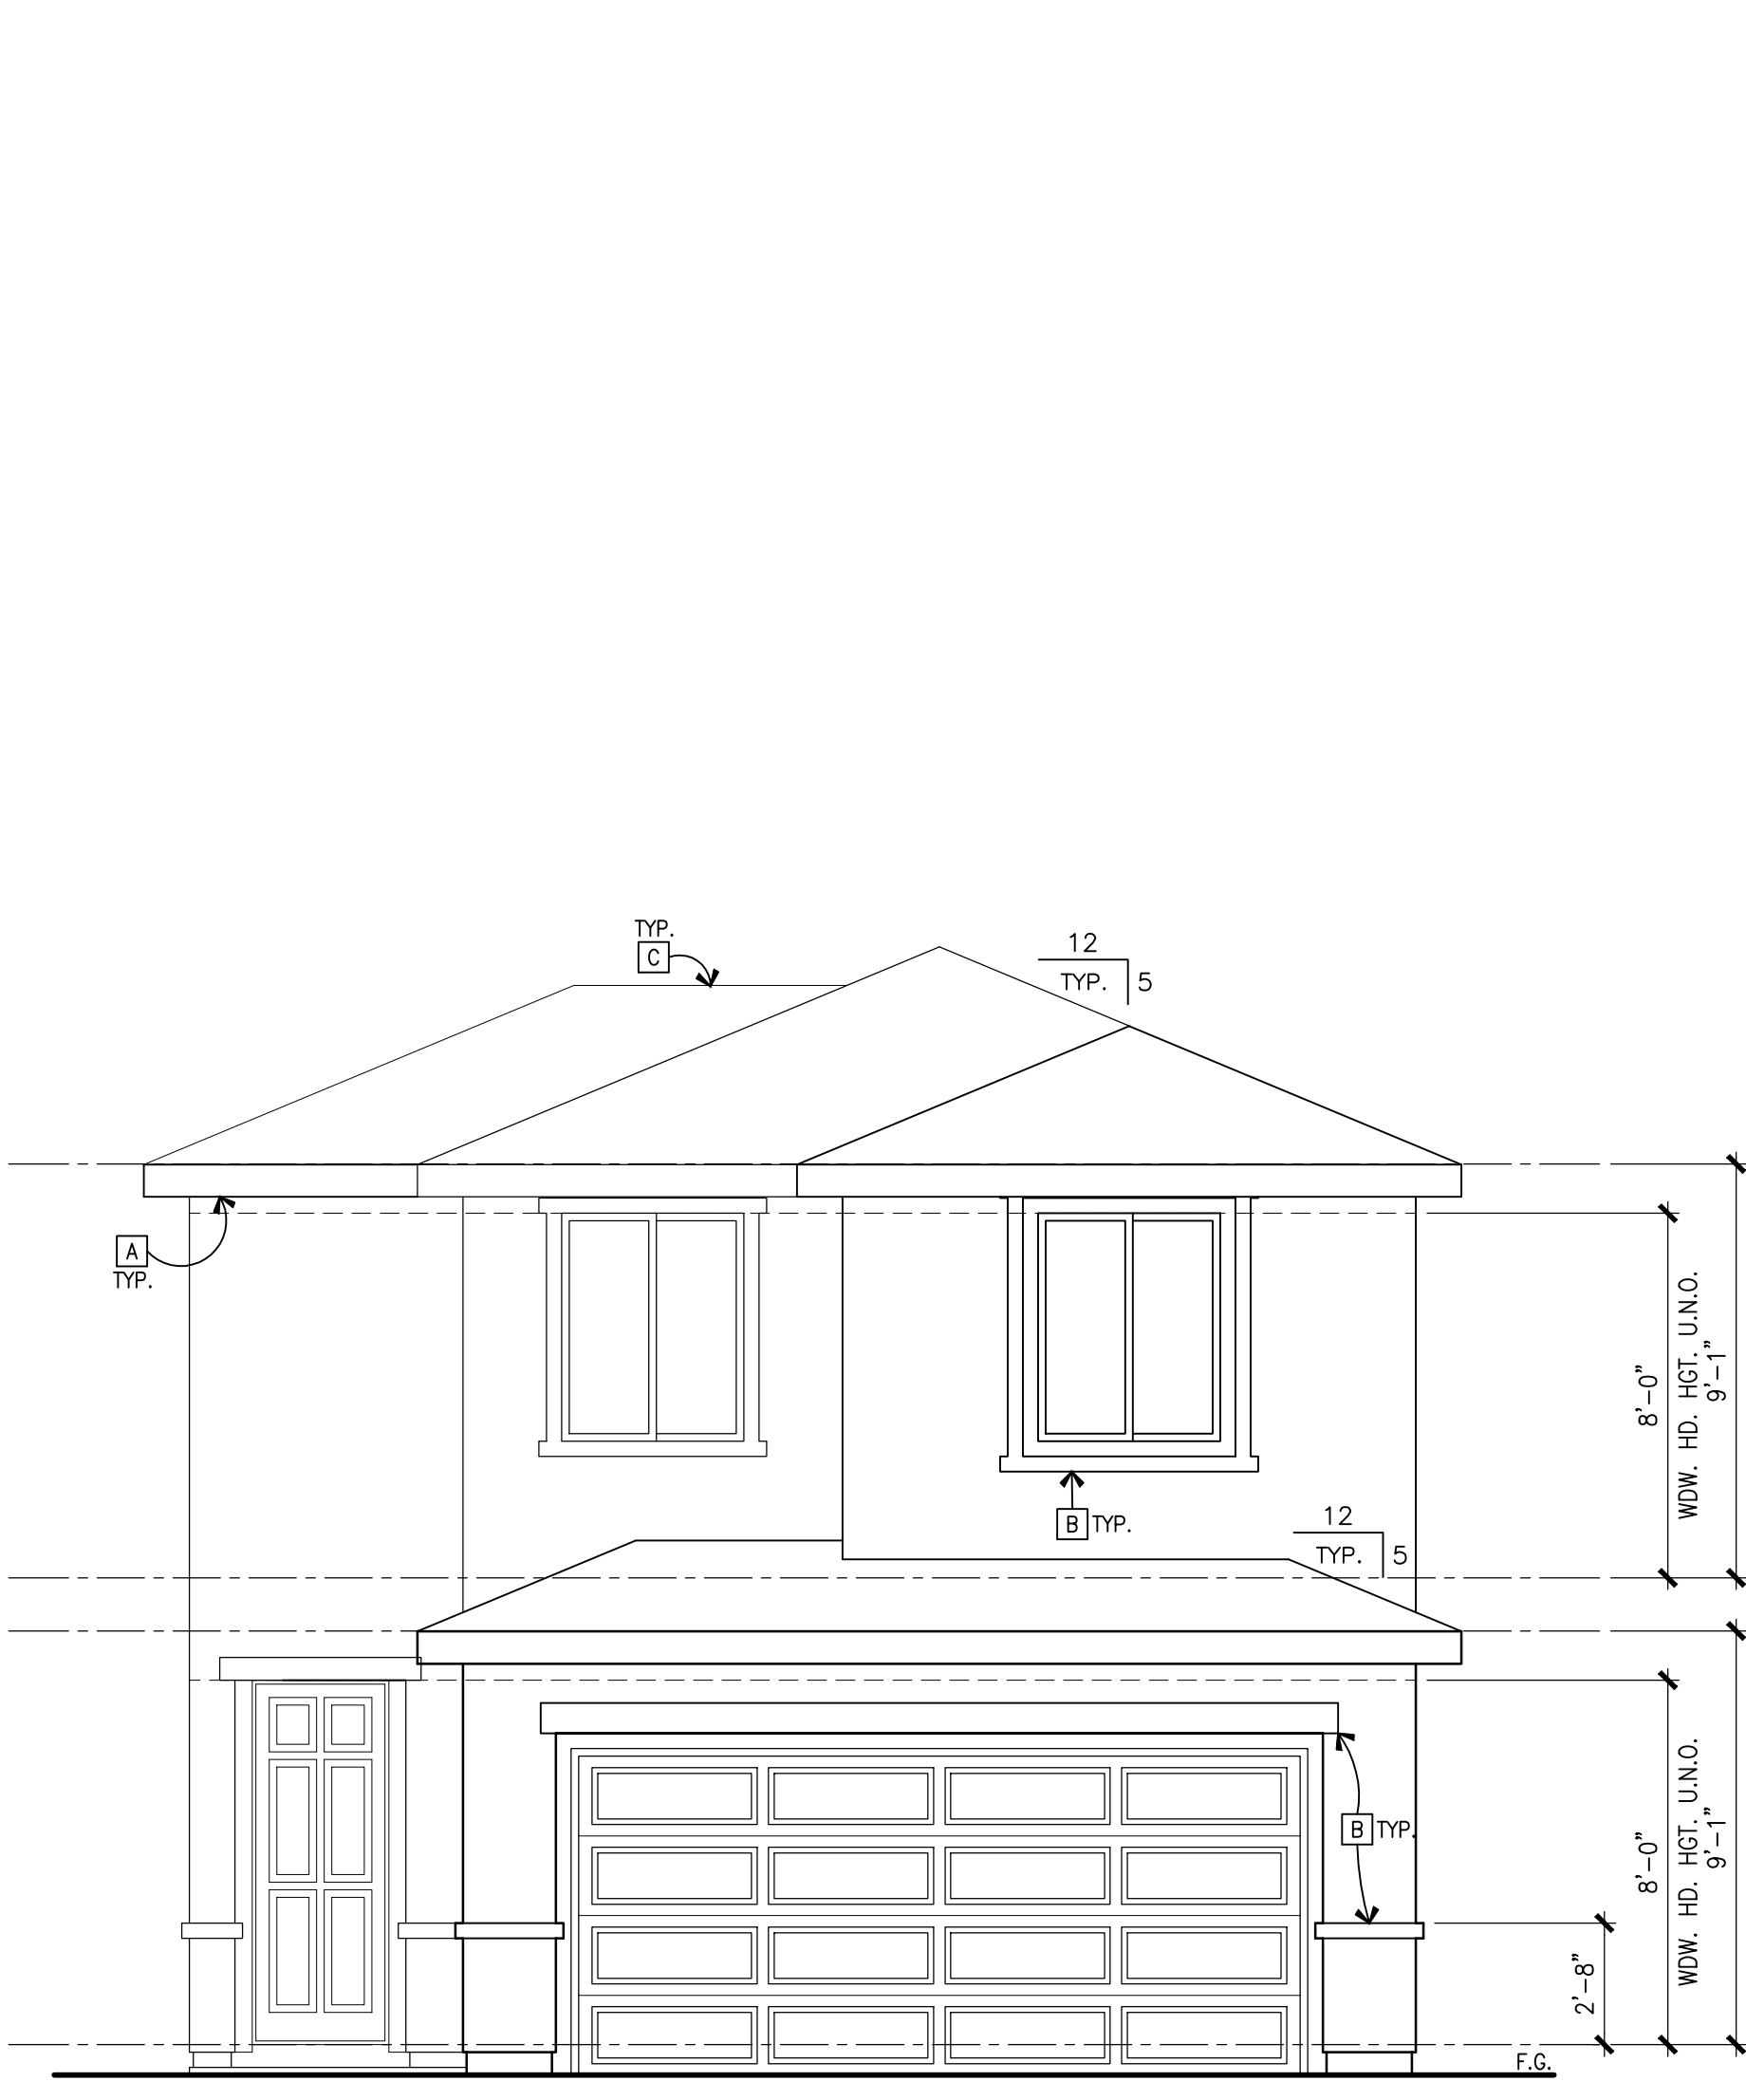 TYP.
C
12
TYP. 5
A
TYP.
8'-0"
WDW. HD. HGT. U.N.O.
9'-1"
B TYP.
12
TYP. 5
B TYP.
8'-0"
WDW. HD. HGT. U.N.O.
9'-1"
2'-8"
F.G.